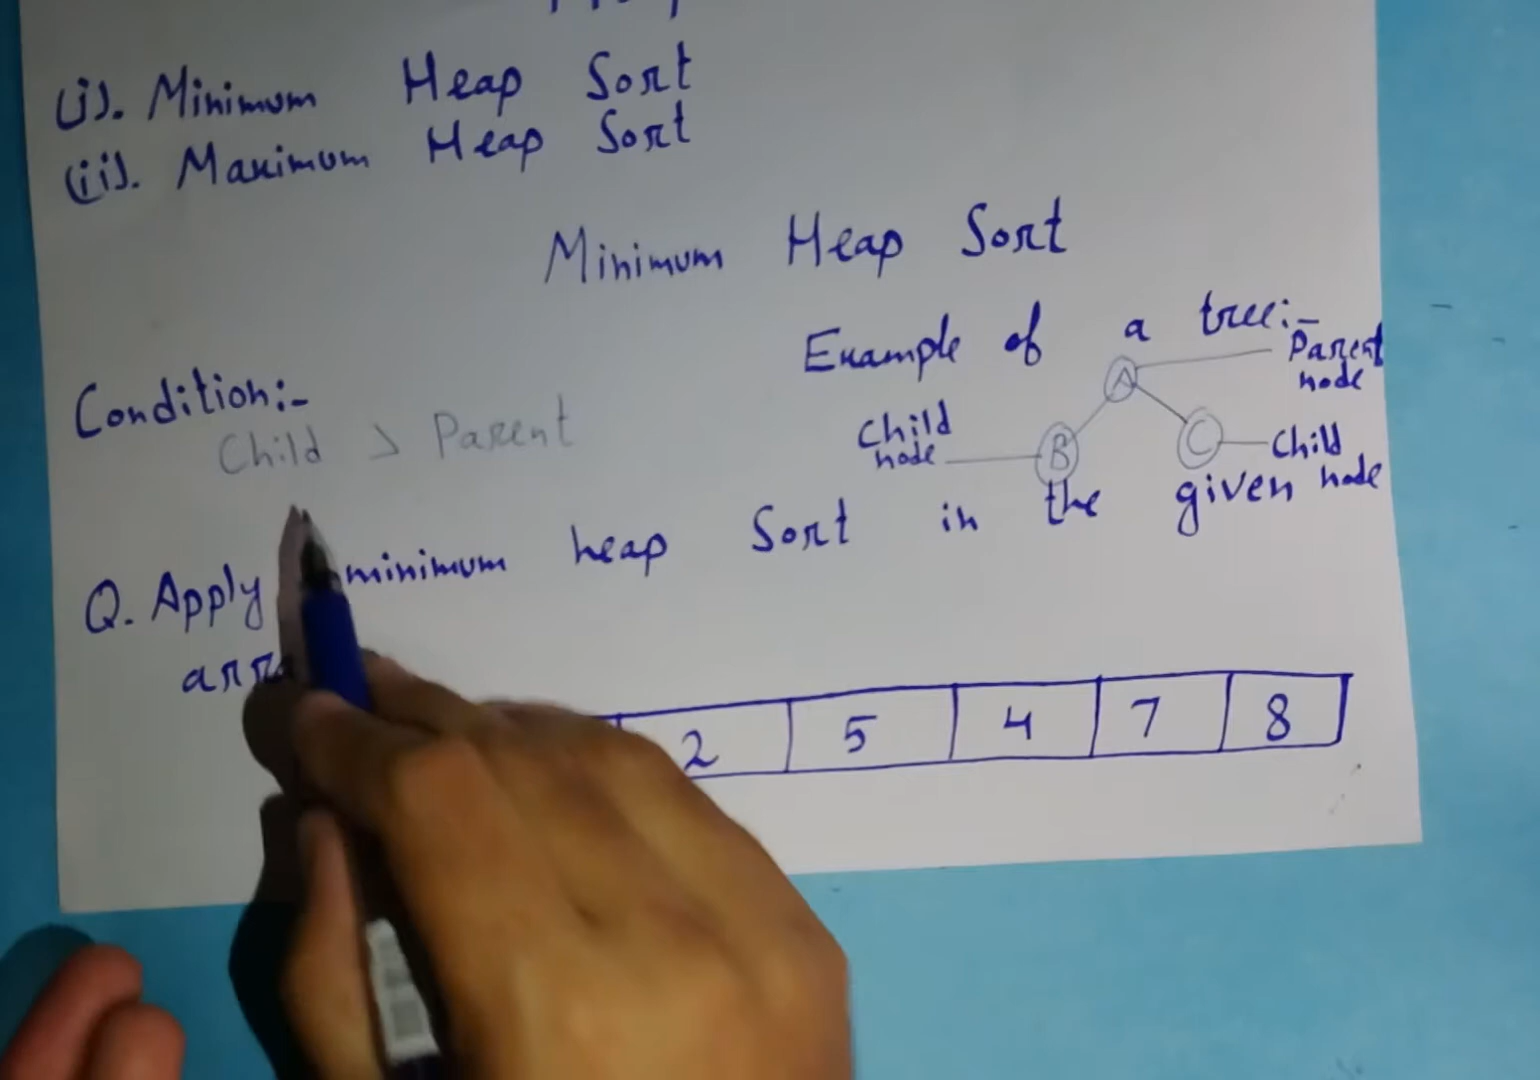 (i). Minimum Heap Sort
(ii). Maximum Heap Sort
Minimum Heap Sort
Example of a tree:-
Condition:-
Child > Parent
A
Parent node
Child node
B
C
Child node
Q. Apply minimum heap Sort in the given
2 5 4 7 8